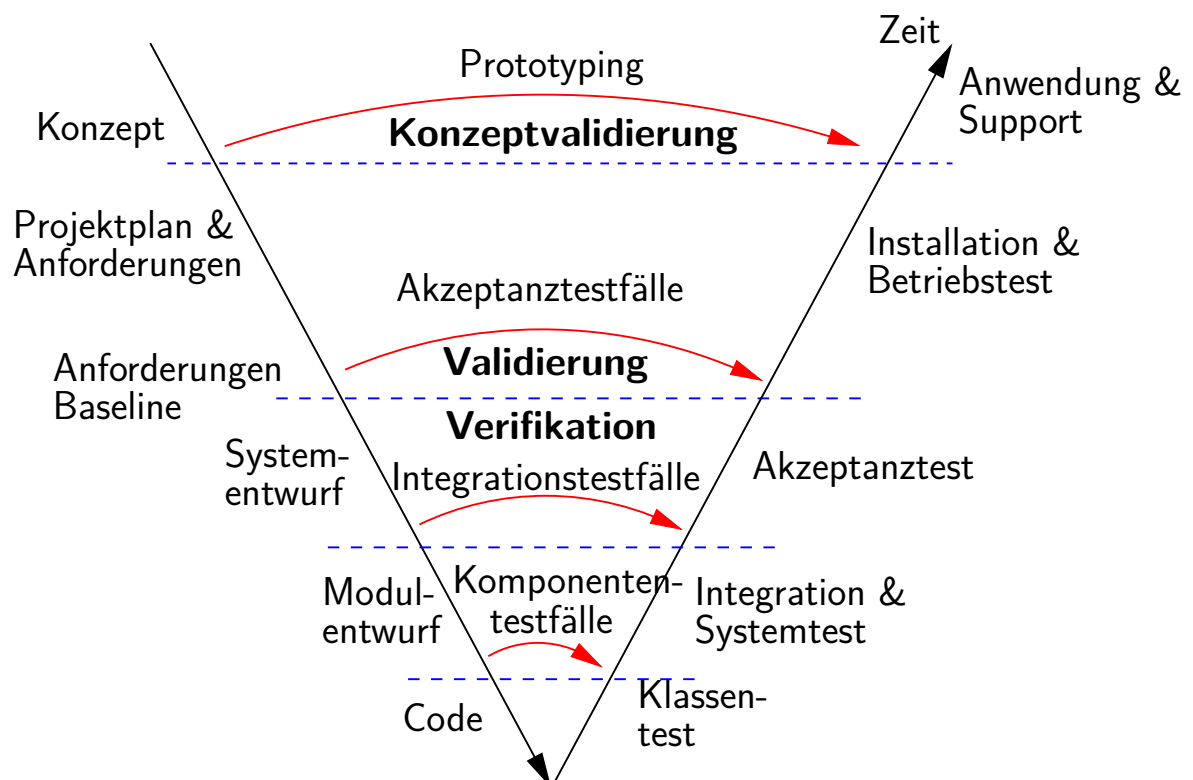 Zeit
Prototyping
Anwendung &
Support
Konzept
Konzeptvalidierung
Projektplan &
Anforderungen
Installation &
Betriebstest
Akzeptanztestfälle
Validierung
Anforderungen
Baseline
Verifikation
System-
entwurf
Integrationstestfälle
Akzeptanztest
Modul-
entwurf
Komponenten-
testfälle
Integration &
Systemtest
Code
Klassen-
test